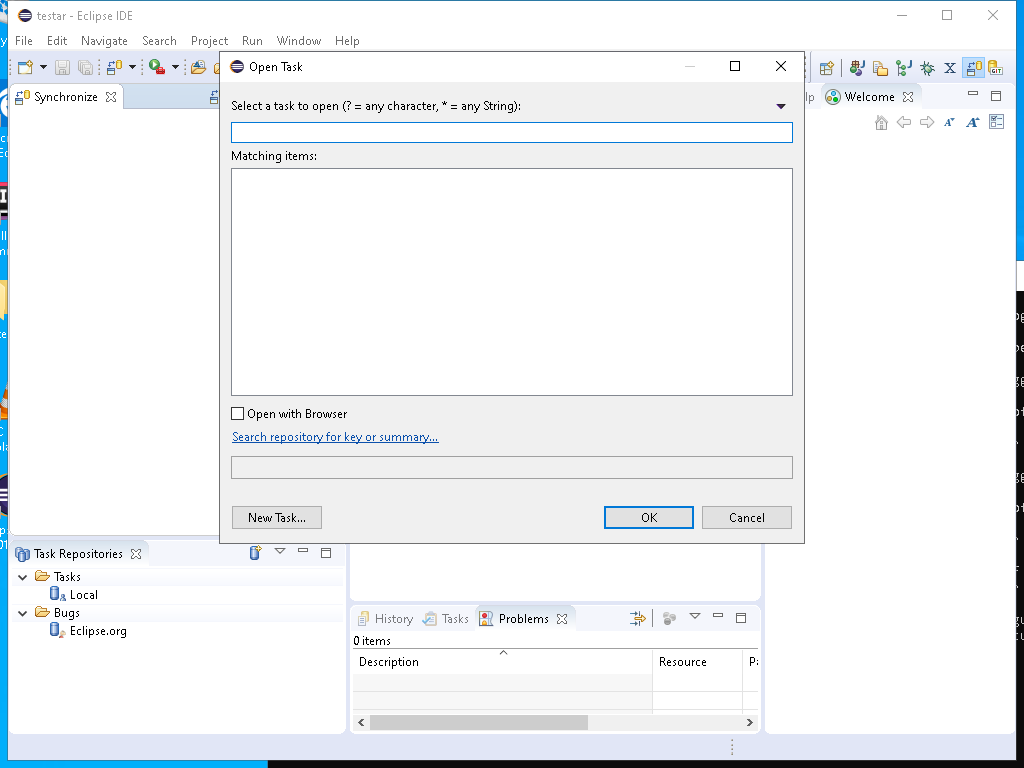 testar - Eclipse IDE
File Edit Navigate Search Project Run Window Help
Open Task
Synchronize
Welcome
Select a task to open (? = any character, * = any String):
Matching items:
Open with Browser
Search repository for key or summary...
New Task...
OK
Cancel
Task Repositories
Tasks
Local
Bugs
Eclipse.org
History
Tasks
Problems
0 items
Description
Resource